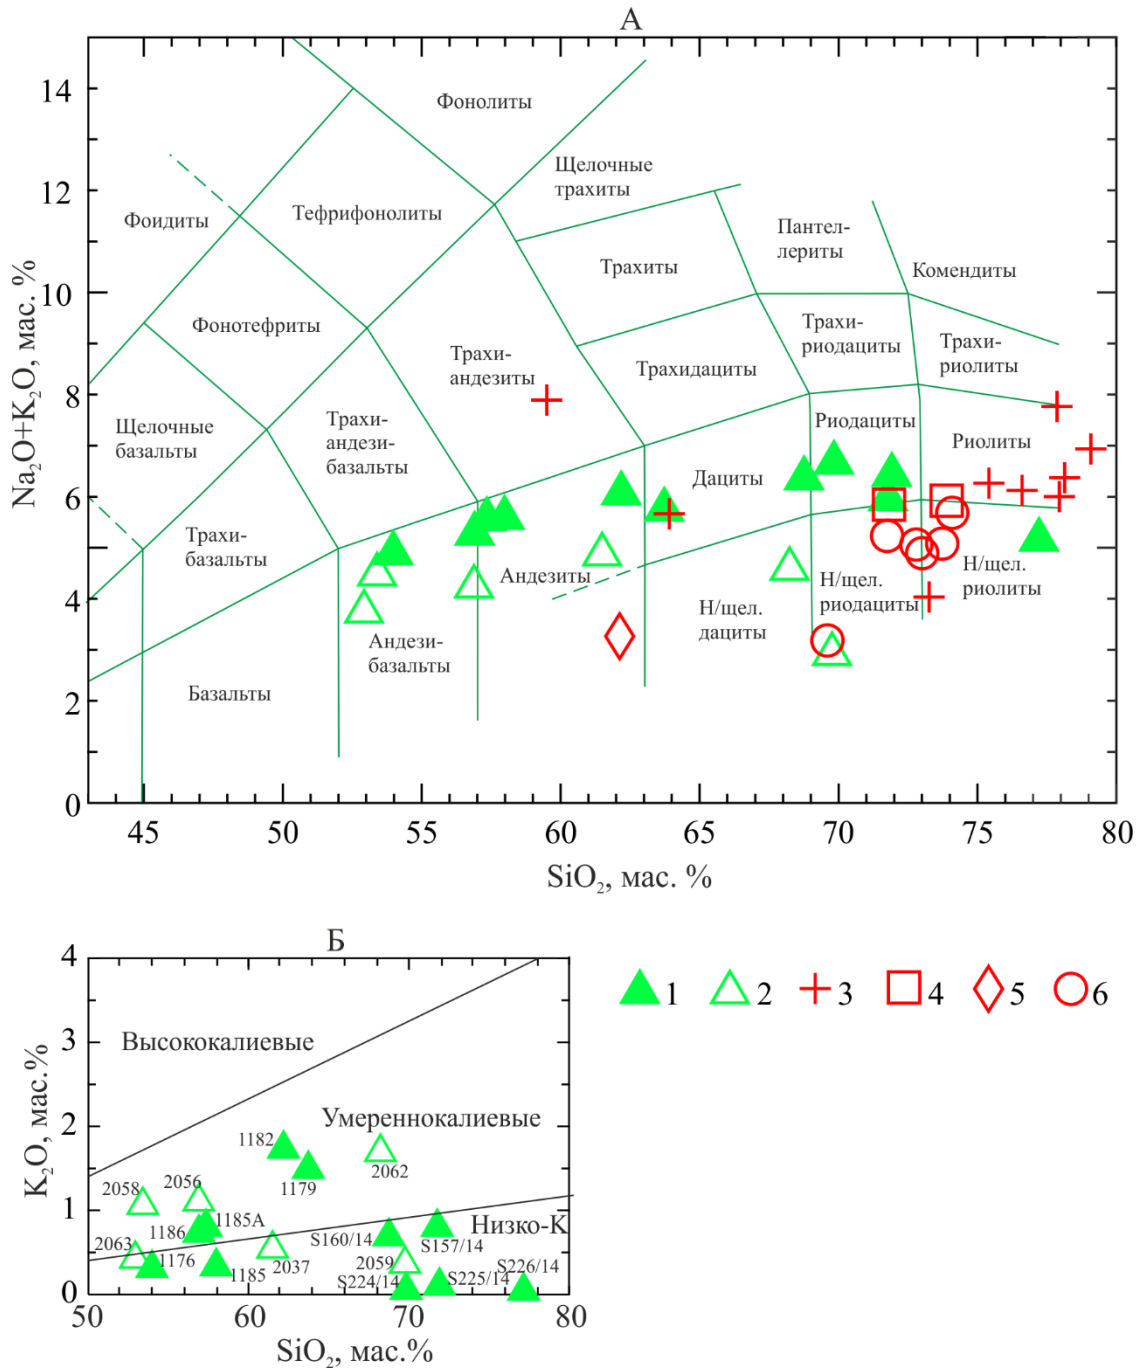 А
Na₂O+K₂O, мас. %
14
12
10
8
6
4
2
0
Фонолиты
Щелочные
трахиты
Фоидиты
Тефрифонолиты
Пантел-
лериты
Трахиты
Комендиты
Фонотефриты
Трахи-
андезиты
Трахидациты
Трахи-
риодациты
Трахи-
риолиты
Щелочные
базальты
Трахи-
андези-
базальты
Риодациты
Риолиты
Дациты
Трахи-
базальты
Андезиты
Н/щел.
дациты
Н/щел.
риодациты
Н/щел.
риолиты
Андези-
базальты
Базальты
45
50
55
60
65
70
75
80
SiO₂, мас. %
Б
K₂O, мас.%
4
3
2
1
0
Высококалиевые
Умереннокалиевые
Низко-К
1182
1179
2062
2058
2056
1186
1185A
2063
1176
1185
2037
S160/14
S157/14
2059
S224/14
S225/14
S226/14
50
60
70
80
SiO₂, мас.%
1
2
3
4
5
6